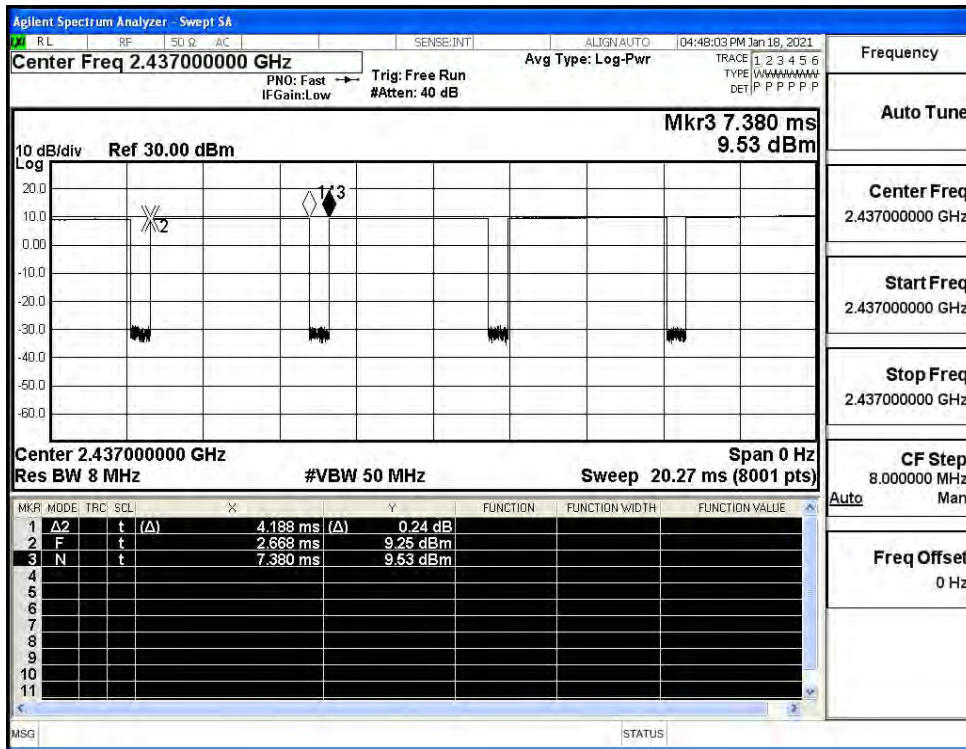 Agilent Spectrum Analyzer - Swept SA
LXI RL RF 50 Ω AC SENSE:INT ALIGN AUTO 04:48:03 PM Jan 18, 2021
Center Freq 2.437000000 GHz
Avg Type: Log-Pwr
TRACE 1 2 3 4 5 6
TYPE WWWWWW
DET P P P P P P
PNO: Fast
IFGain:Low
Trig: Free Run
#Atten: 40 dB
Mkr3 7.380 ms
9.53 dBm
10 dB/div Ref 30.00 dBm
Log
20.0
10.0
0.00
-10.0
-20.0
-30.0
-40.0
-50.0
-60.0
2
3
Center 2.437000000 GHz Span 0 Hz
Res BW 8 MHz #VBW 50 MHz Sweep 20.27 ms (8001 pts)
MKR MODE TRC SCL X Y FUNCTION FUNCTION WIDTH FUNCTION VALUE
1 Δ2 t (Δ) 4.188 ms (Δ) 0.24 dB
2 F t 2.668 ms 9.25 dBm
3 N t 7.380 ms 9.53 dBm
4
5
6
7
8
9
10
11
MSG STATUS
Frequency
Auto Tune
Center Freq
2.437000000 GHz
Start Freq
2.437000000 GHz
Stop Freq
2.437000000 GHz
CF Step
8.000000 MHz
Auto Man
Freq Offset
0 Hz